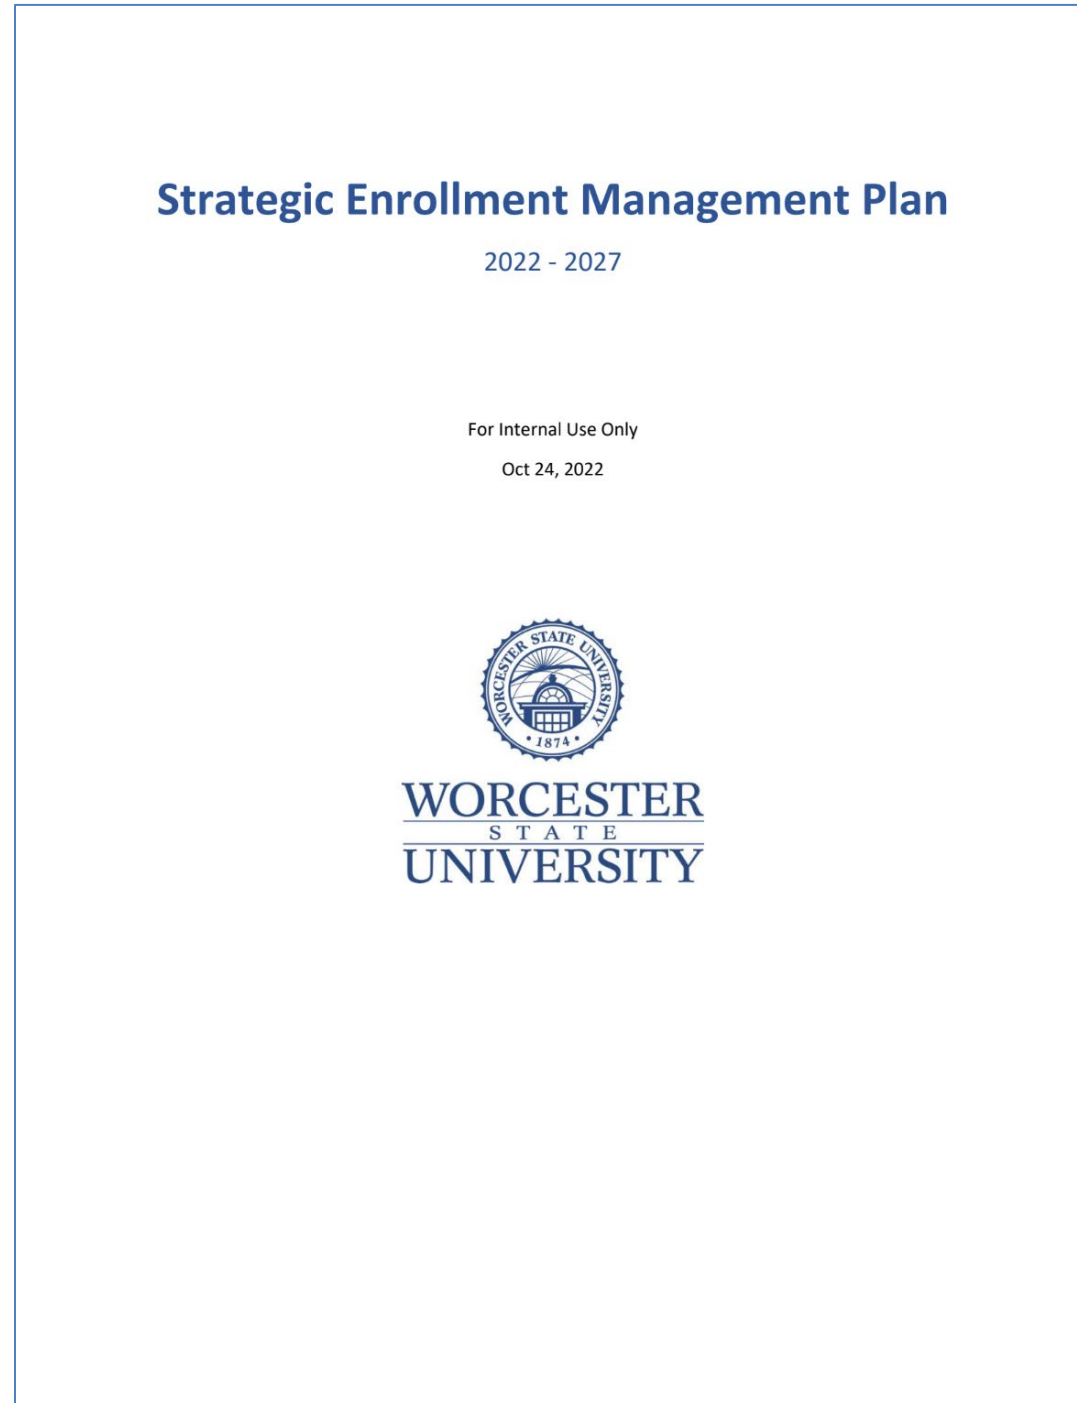 Strategic Enrollment Management Plan
2022 - 2027
For Internal Use Only
Oct 24, 2022
WORCESTER STATE UNIVERSITY
• 1874 •
WORCESTER
STATE
UNIVERSITY